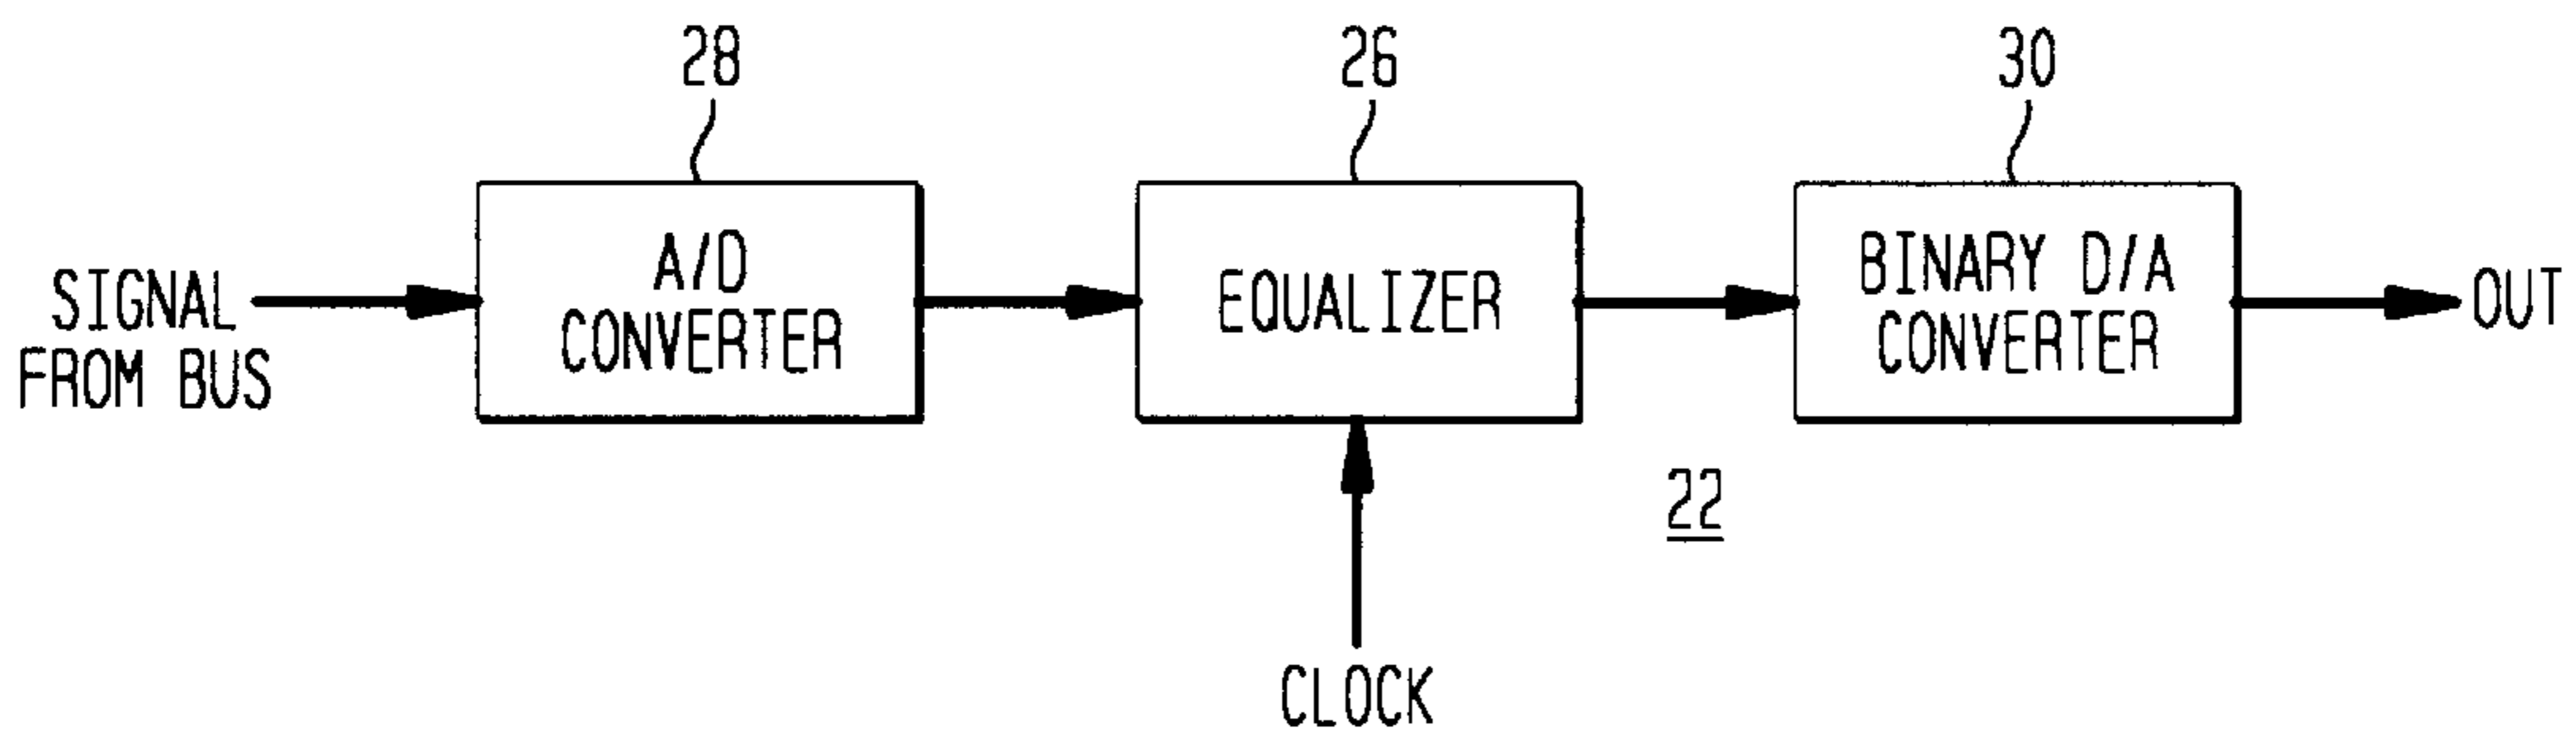 28
26
30
SIGNAL
FROM BUS
A/D
CONVERTER
EQUALIZER
BINARY D/A
CONVERTER
OUT
22
CLOCK